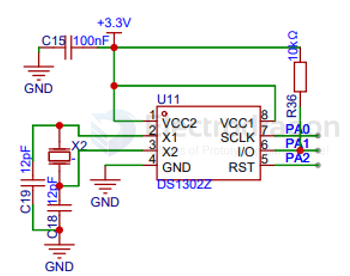 +3.3V
C15
100nF
10kΩ
GND
U11
R36
1
VCC2
VCC1
8
2
X1
SCLK
7
PA0
3
X2
I/O
6
PA1
4
GND
RST
5
PA2
DS1302Z
X2
12pF
C19
12pF
C18
GND
GND